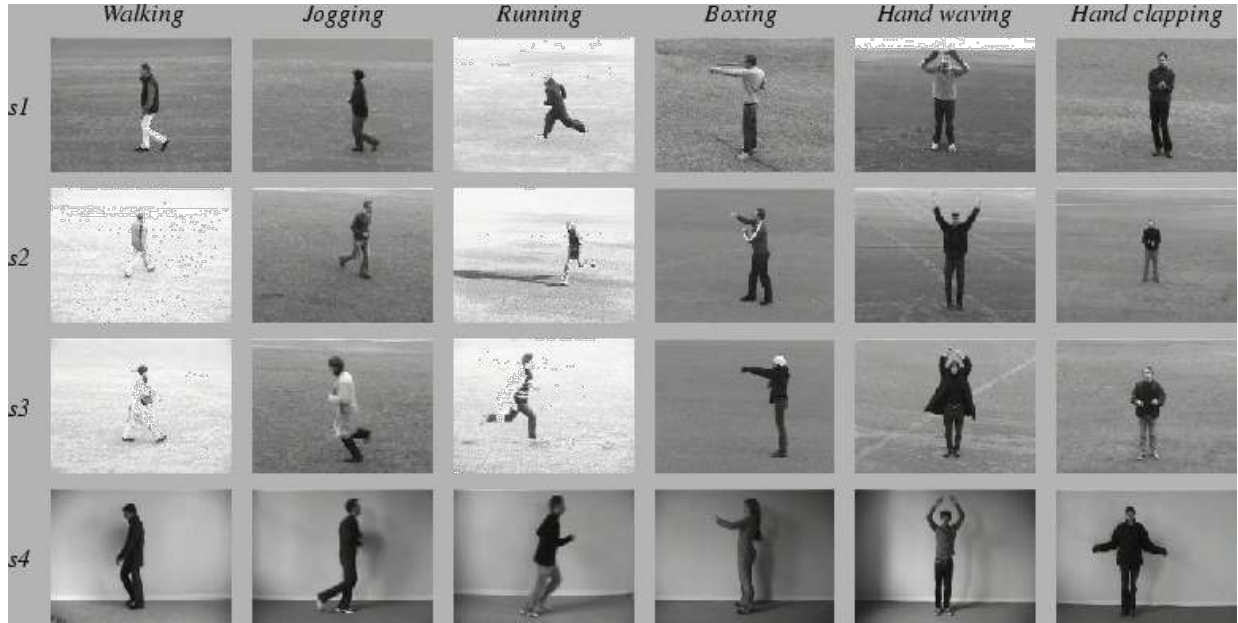 Walking Jogging Running Boxing Hand waving Hand clapping
s1
s2
s3
s4